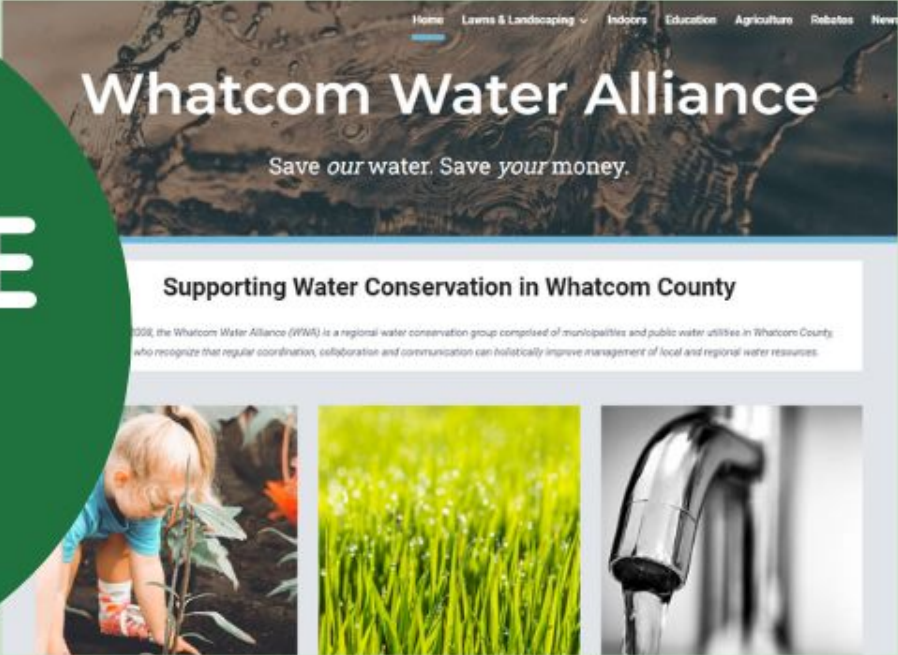 Home Lawns & Landscaping Indoors Education Agriculture Rebates News
Whatcom Water Alliance
Save our water. Save your money.
Supporting Water Conservation in Whatcom County
2008, the Whatcom Water Alliance (WWA) is a regional water conservation group comprised of municipalities and public water utilities in Whatcom County,
who recognize that regular coordination, collaboration and communication can holistically improve management of local and regional water resources.
E